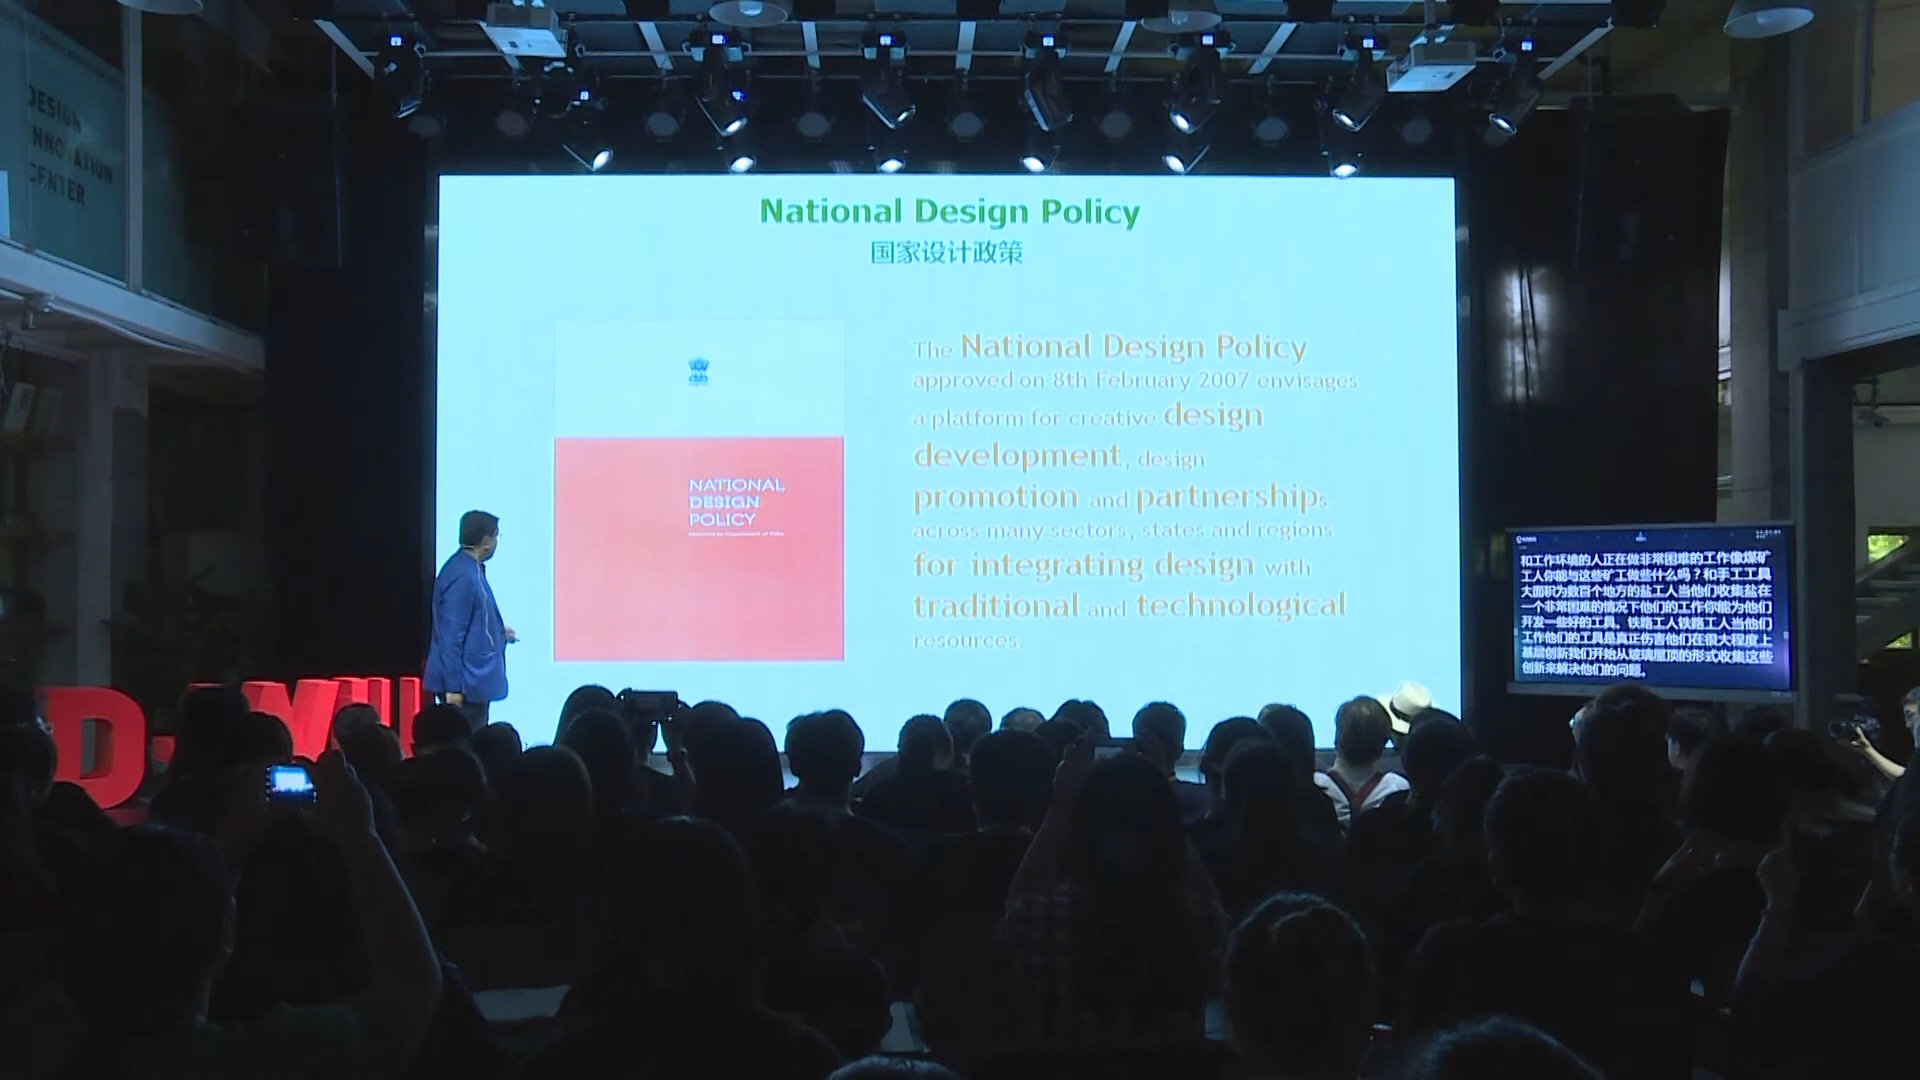 DESIGN
INNOVATION
CENTER
National Design Policy
国家设计政策
NATIONAL
DESIGN
POLICY
The National Design Policy
approved on 8th February 2007 envisages
a platform for creative design
development, design
promotion and partnerships
across many sectors, states and regions
for integrating design with
traditional and technological
resources.
和工作环境的人正在做非常困难的工作像煤矿
工人你能与这些矿工做些什么吗？和手工工具
大面积为数百个地方的盐工人当他们收集盐在
一个非常困难的情况下他们的工作你能为他们
开发一些好的工具。铁路工人铁路工人当他们
工作他们的工具是真正伤害他们在很大程度上
基层创新我们开始从玻璃屋顶的形式收集这些
创新来解决他们的问题。